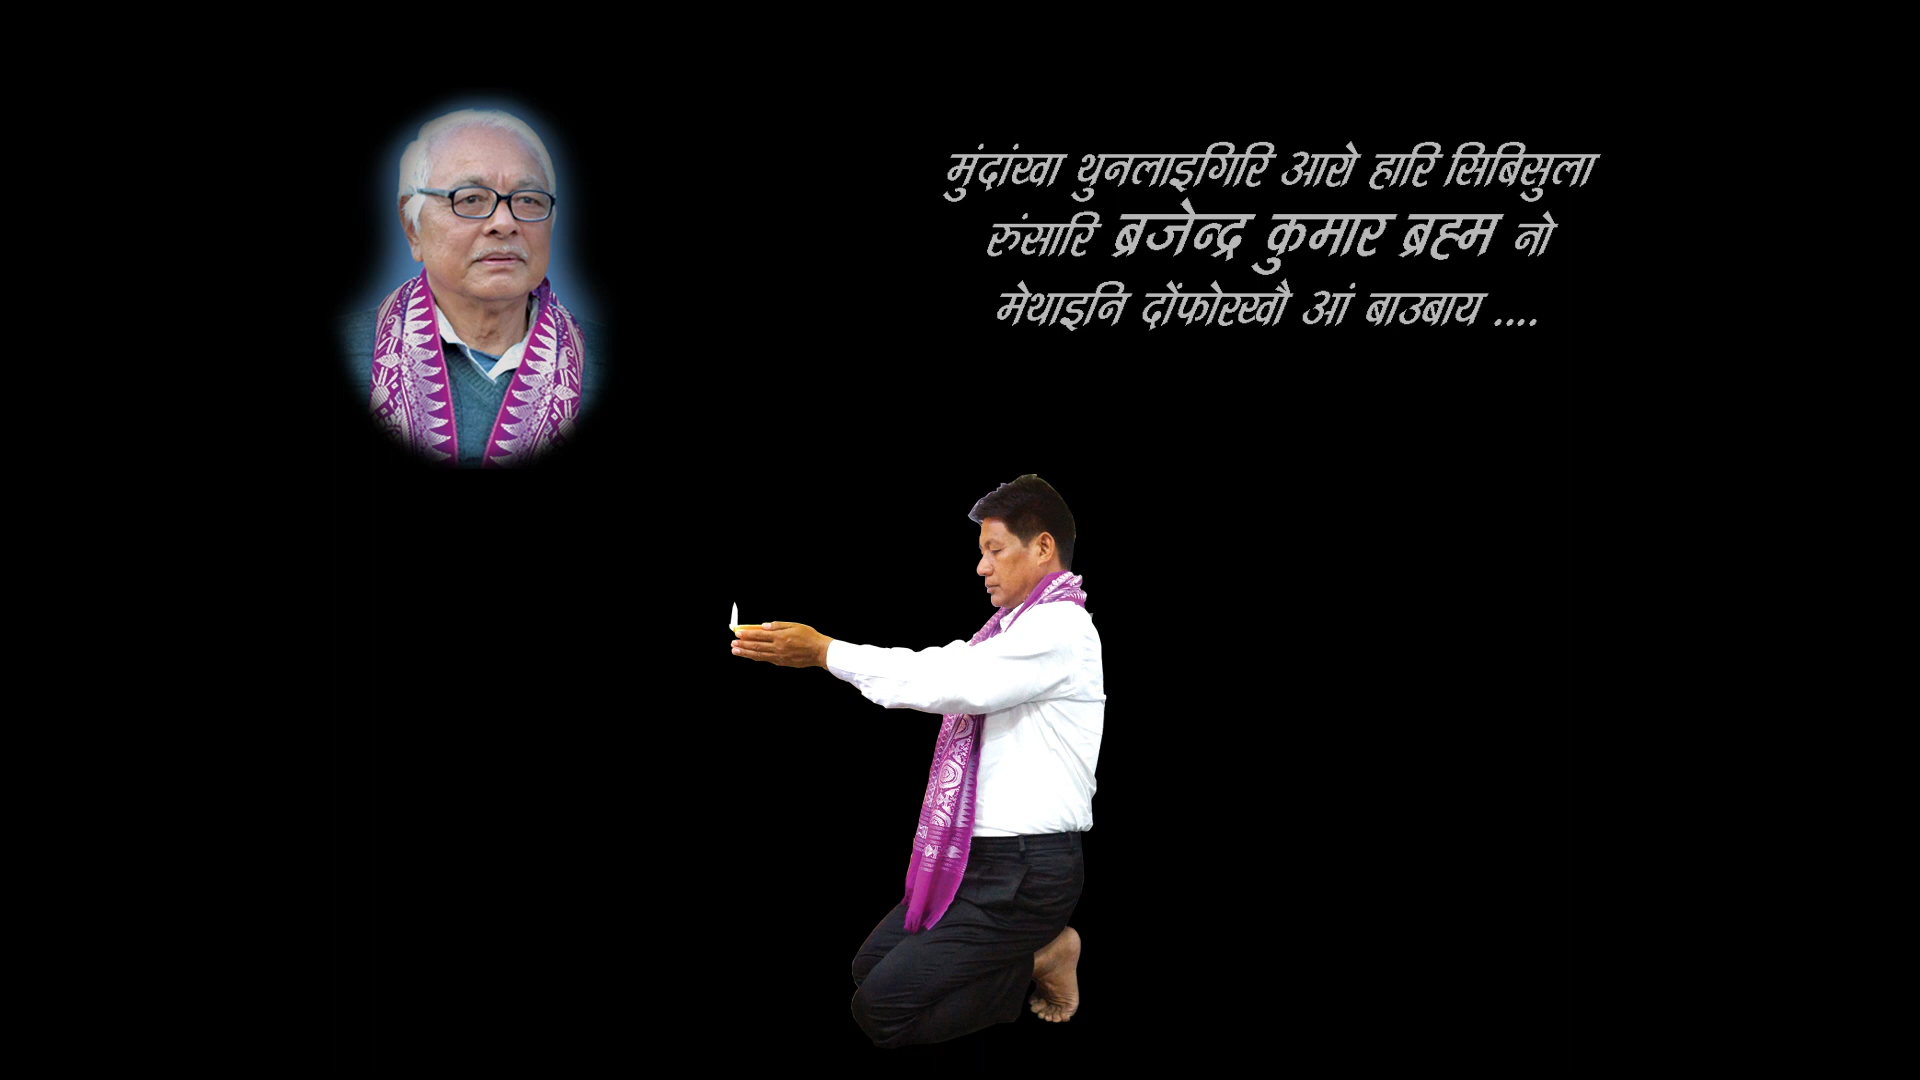 मुंदांखा थुनलाइगिरि आरो हारि सिबिसुला
रुंसारि ब्रजेन्द्र कुमार ब्रह्म नो
मेथाइनि दोंफोरखौ आं बाउबाय ....